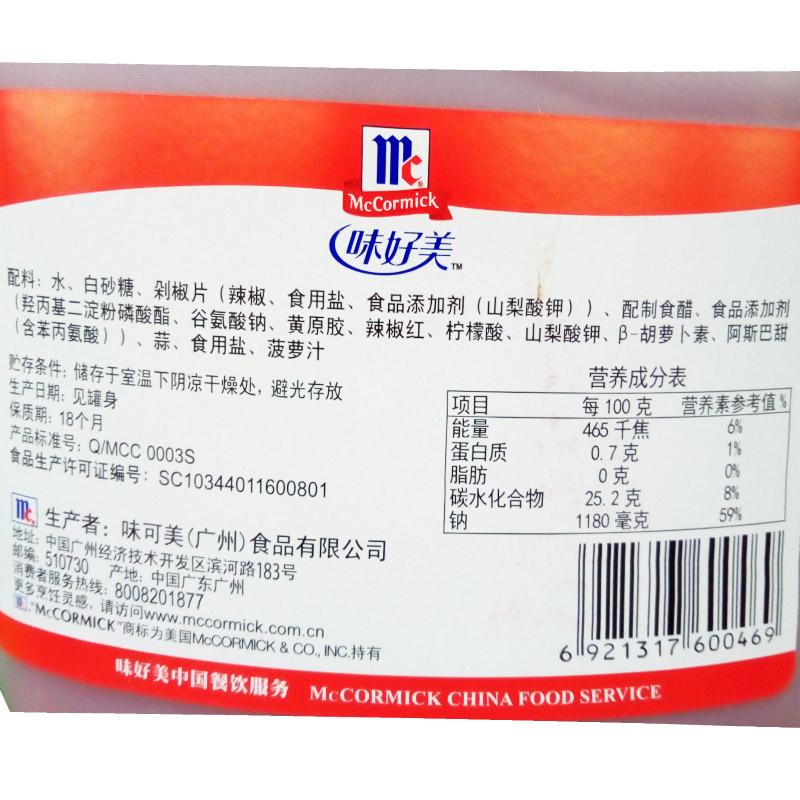 Mc
McCormick
味好美™
配料：水、白砂糖、剁椒片（辣椒、食用盐、食品添加剂（山梨酸钾））、配制食醋、食品添加剂
（羟丙基二淀粉磷酸酯、谷氨酸钠、黄原胶、辣椒红、柠檬酸、山梨酸钾、β-胡萝卜素、阿斯巴甜
（含苯丙氨酸））、蒜、食用盐、菠萝汁
贮存条件：储存于室温下阴凉干燥处，避光存放
生产日期：见罐身
保质期：18个月
产品标准号：Q/MCC 0003S
食品生产许可证编号：SC10344011600801
营养成分表
项目 每 100 克 营养素参考值 %
能量 465 千焦 6%
蛋白质 0.7 克 1%
脂肪 0 克 0%
碳水化合物 25.2 克 8%
钠 1180 毫克 59%
Mc 生产者：味可美(广州)食品有限公司
地址：中国广州经济技术开发区滨河路183号
邮编：510730 产地：中国广东广州
消费者服务热线：8008201877
更多烹饪灵感，请访问www.mccormick.com.cn
"McCORMICK"商标为美国McCORMICK & CO., INC.持有
6 921317 600469
味好美中国餐饮服务 McCORMICK CHINA FOOD SERVICE